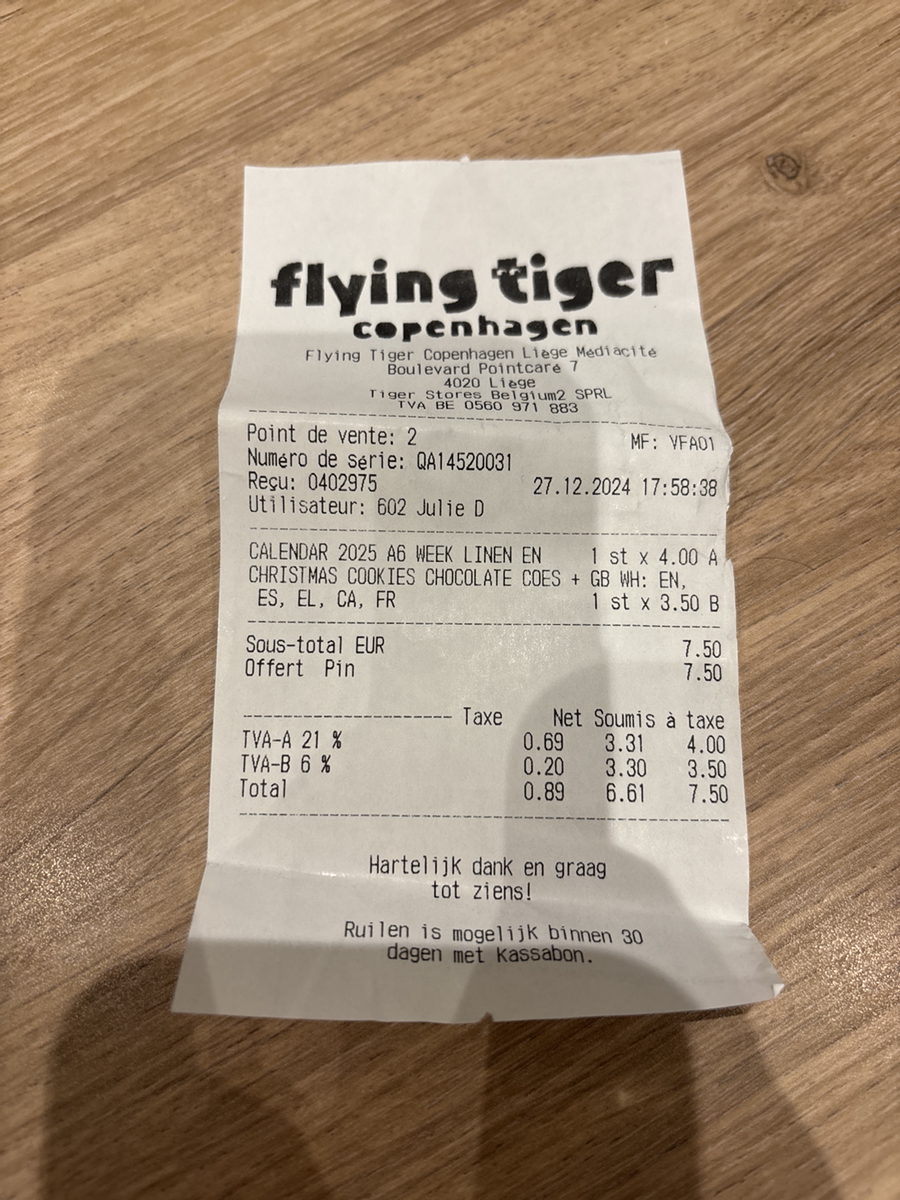 flying tiger
copenhagen
Flying Tiger Copenhagen Liège Médiacité
Boulevard Pointcaré 7
4020 Liège
Tiger Stores Belgium2 SPRL
TVA BE 0560 971 883
Point de vente: 2 MF: VFA01
Numéro de série: QA14520031
Reçu: 0402975 27.12.2024 17:58:38
Utilisateur: 602 Julie D
CALENDAR 2025 A6 WEEK LINEN EN 1 st x 4.00 A
CHRISTMAS COOKIES CHOCOLATE COES + GB WH: EN,
ES, EL, CA, FR 1 st x 3.50 B
Sous-total EUR 7.50
Offert Pin 7.50
Taxe Net Soumis à taxe
TVA-A 21 % 0.69 3.31 4.00
TVA-B 6 % 0.20 3.30 3.50
Total 0.89 6.61 7.50
Hartelijk dank en graag
tot ziens!
Ruilen is mogelijk binnen 30
dagen met kassabon.